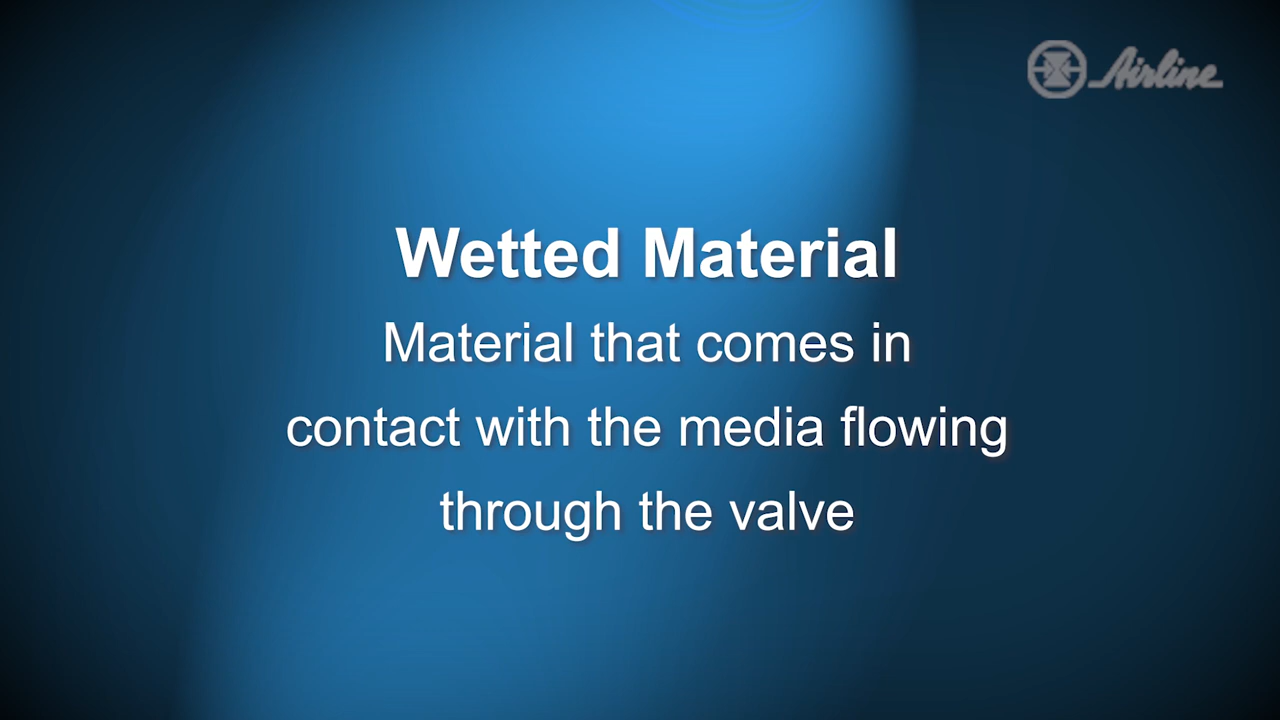 Airline
Wetted Material
Material that comes in
contact with the media flowing
through the valve